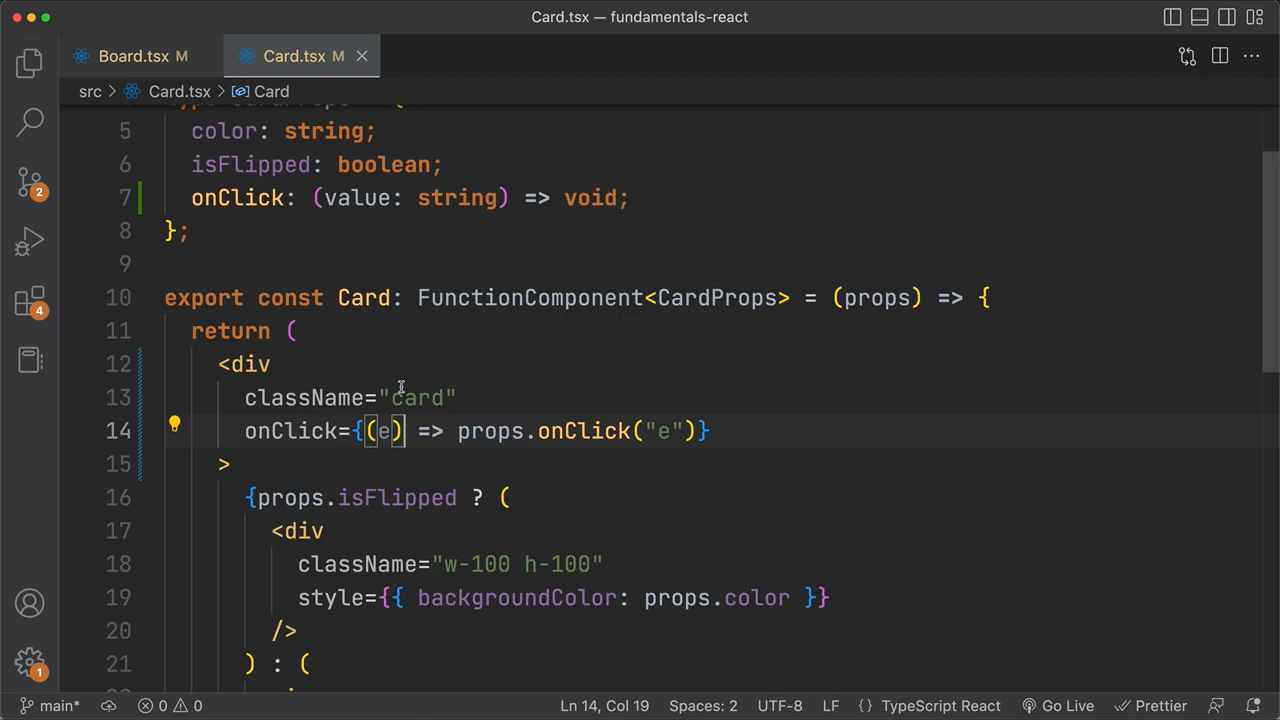 Card.tsx — fundamentals-react
Board.tsx M
Card.tsx M
src > Card.tsx > Card
5 color: string;
6 isFlipped: boolean;
7 onClick: (value: string) => void;
8 };
9
10 export const Card: FunctionComponent<CardProps> = (props) => {
11 return (
12 <div
13 className="card"
14 onClick={(e) => props.onClick("e")}
15 >
16 {props.isFlipped ? (
17 <div
18 className="w-100 h-100"
19 style={{ backgroundColor: props.color }}
20 />
21 ) : (
2
4
1
main* 0 0 Ln 14, Col 19 Spaces: 2 UTF-8 LF {} TypeScript React Go Live Prettier